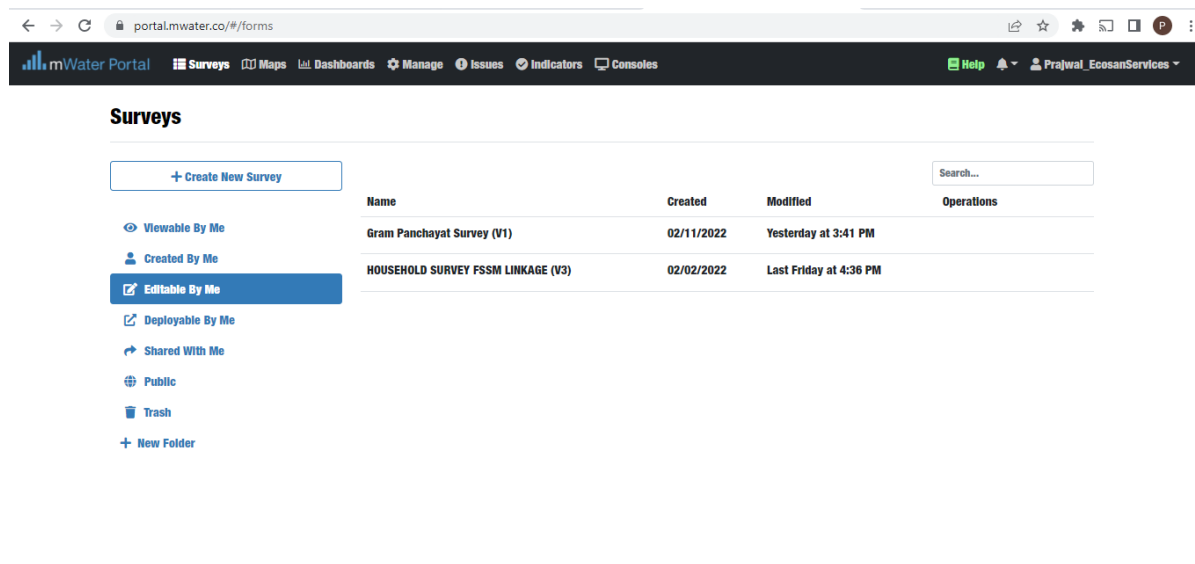 portal.mwater.co/#/forms
P
mWater Portal Surveys Maps Dashboards Manage Issues Indicators Consoles Help Prajwal_EcosanServices
Surveys
+ Create New Survey
Search...
Name Created Modified Operations
Viewable By Me
Gram Panchayat Survey (V1) 02/11/2022 Yesterday at 3:41 PM
Created By Me
HOUSEHOLD SURVEY FSSM LINKAGE (V3) 02/02/2022 Last Friday at 4:36 PM
Editable By Me
Deployable By Me
Shared With Me
Public
Trash
+ New Folder